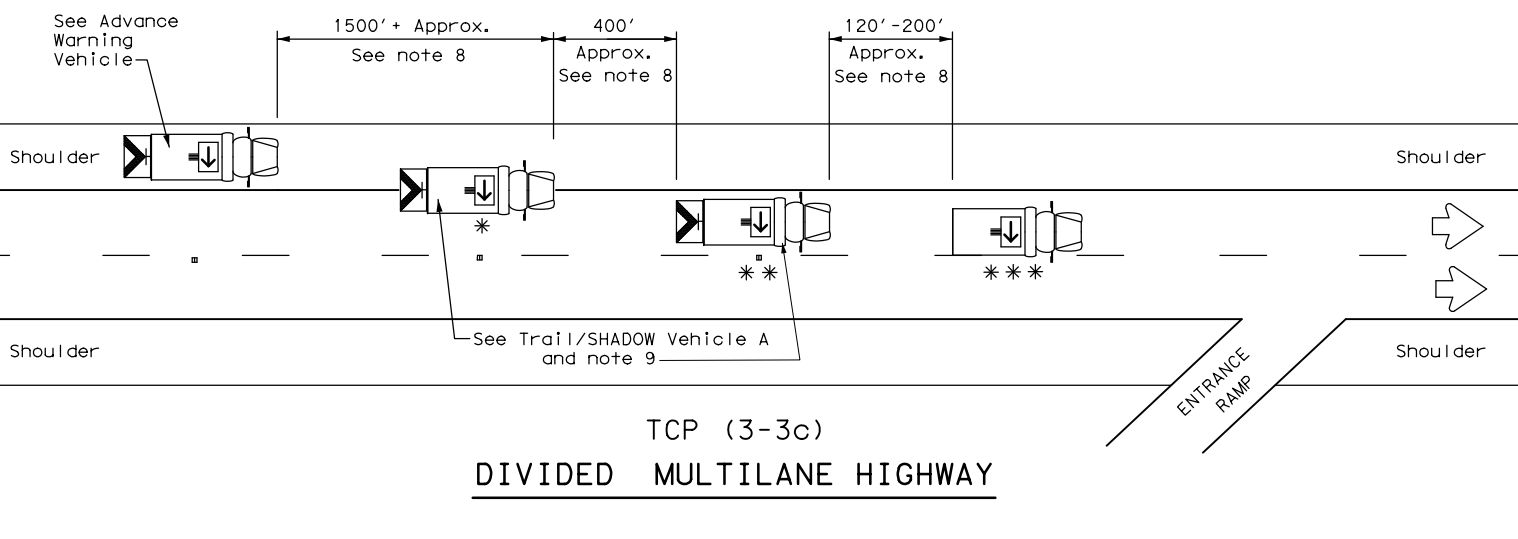 See Advance
Warning
Vehicle
1500'+ Approx.
See note 8
400'
Approx.
See note 8
120'-200'
Approx.
See note 8
Shoulder
Shoulder
*
* *
* * *
See Trail/SHADOW Vehicle A
and note 9
Shoulder
Shoulder
ENTRANCE
RAMP
TCP (3-3c)
DIVIDED MULTILANE HIGHWAY